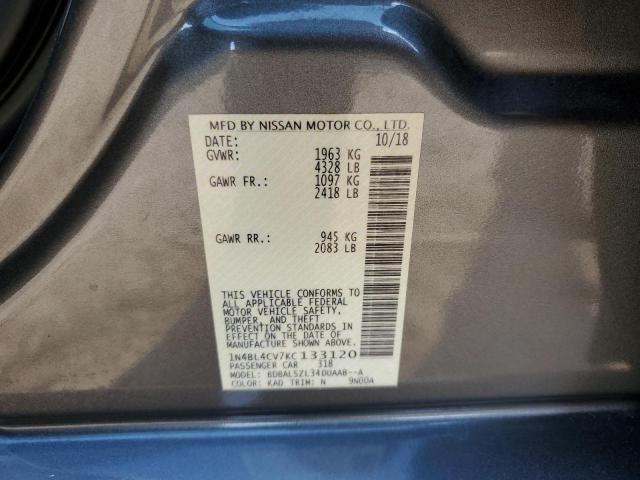 MFD BY NISSAN MOTOR CO., LTD.
DATE: 10/18
GVWR: 1963 KG
4328 LB
GAWR FR.: 1097 KG
2418 LB
GAWR RR.: 945 KG
2083 LB
THIS VEHICLE CONFORMS TO
ALL APPLICABLE FEDERAL
MOTOR VEHICLE SAFETY,
BUMPER, AND THEFT
PREVENTION STANDARDS IN
EFFECT ON THE DATE OF
MANUFACTURE SHOWN ABOVE.
1N4BL4CV7KC133120
PASSENGER CAR 318
MODEL: BDBALSZL34DUAAB--A
COLOR: KAD TRIM: N 9N00A